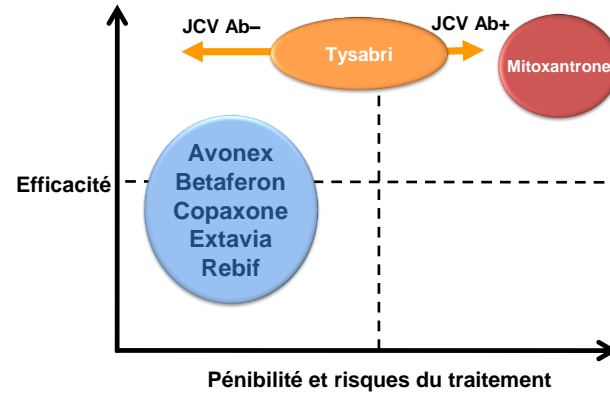 JCV Ab–
JCV Ab+
Tysabri
Mitoxantrone
Avonex
Betaferon
Copaxone
Extavia
Rebif
Efficacité
Pénibilité et risques du traitement